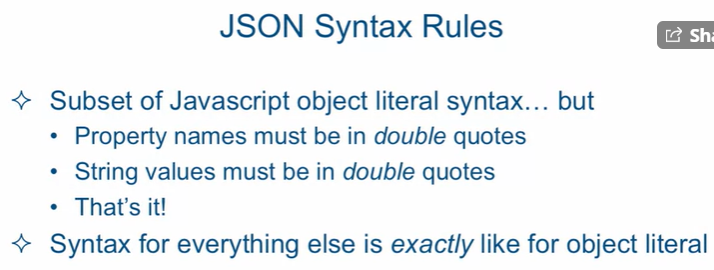 JSON Syntax Rules
Sha
✧ Subset of Javascript object literal syntax… but
• Property names must be in double quotes
• String values must be in double quotes
• That's it!
✧ Syntax for everything else is exactly like for object literal